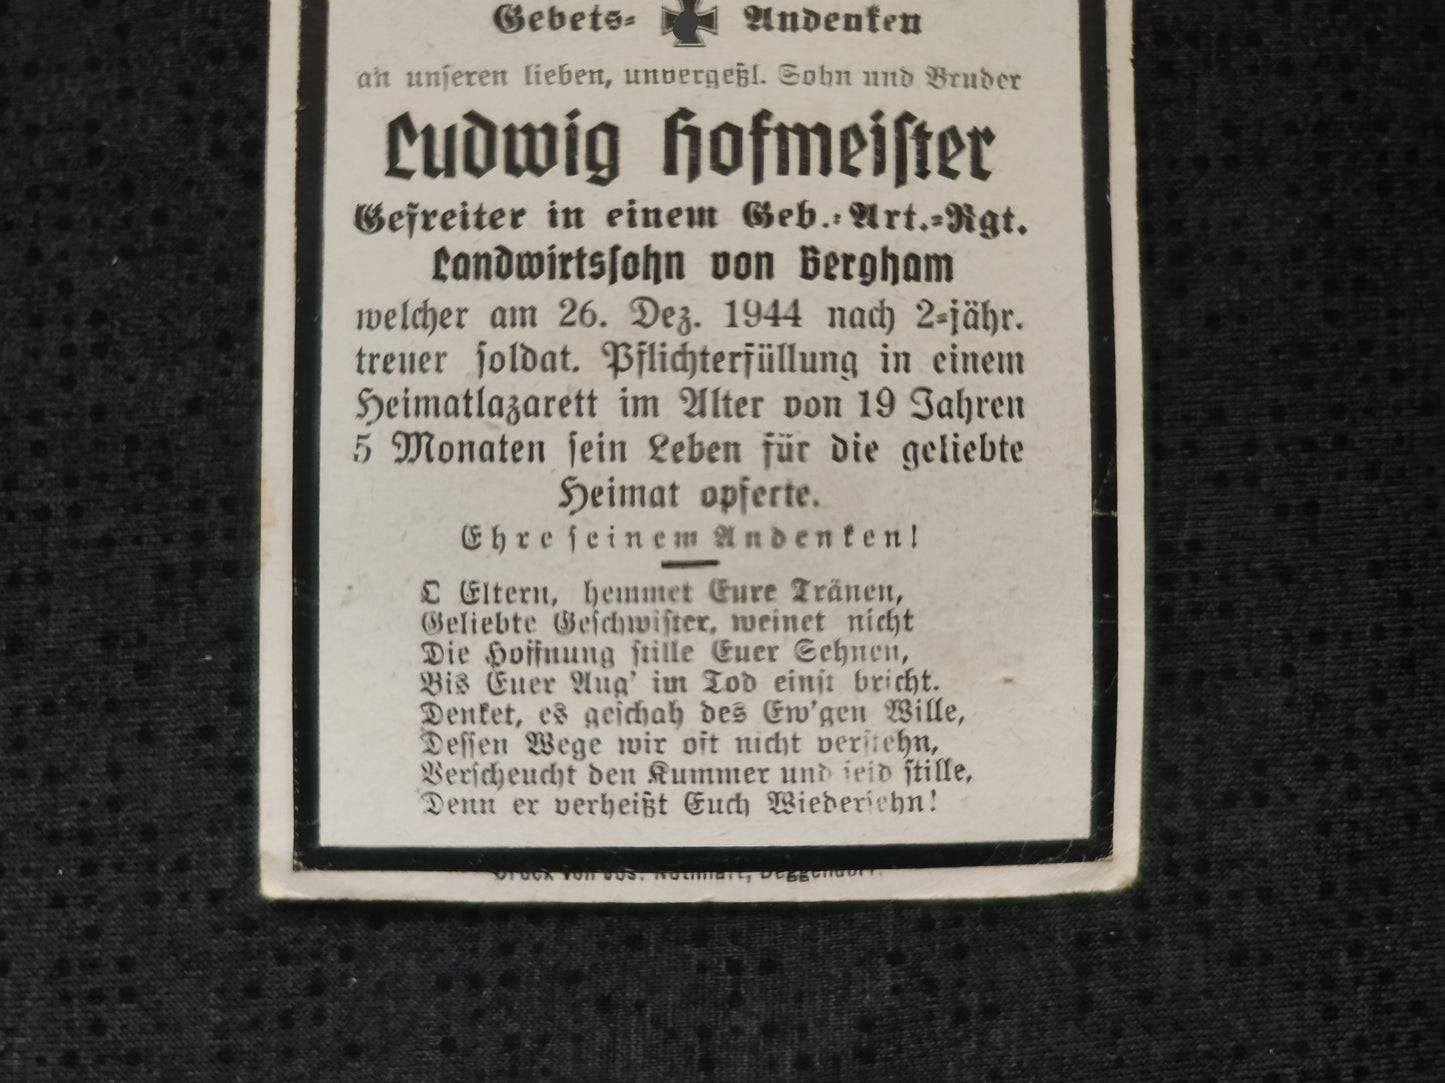 Gebets= Andenken
an unseren lieben, unvergeßl. Sohn und Bruder
Ludwig Hofmeister
Gefreiter in einem Geb.=Art.=Rgt.
Landwirtssohn von Bergham
welcher am 26. Dez. 1944 nach 2=jähr.
treuer soldat. Pflichterfüllung in einem
Heimatlazarett im Alter von 19 Jahren
5 Monaten sein Leben für die geliebte
Heimat opferte.
Ehre seinem Andenken!
O Eltern, hemmet Eure Tränen,
Geliebte Geschwister, weinet nicht
Die Hoffnung stille Euer Sehnen,
Bis Euer Aug' im Tod einst bricht.
Denket, es geschah des Ew'gen Wille,
Dessen Wege wir oft nicht verstehn,
Verscheucht den Kummer und seid stille,
Denn er verheißt Euch Wiedersehn!
Druck von Jos. Nothhaft, Deggendorf.